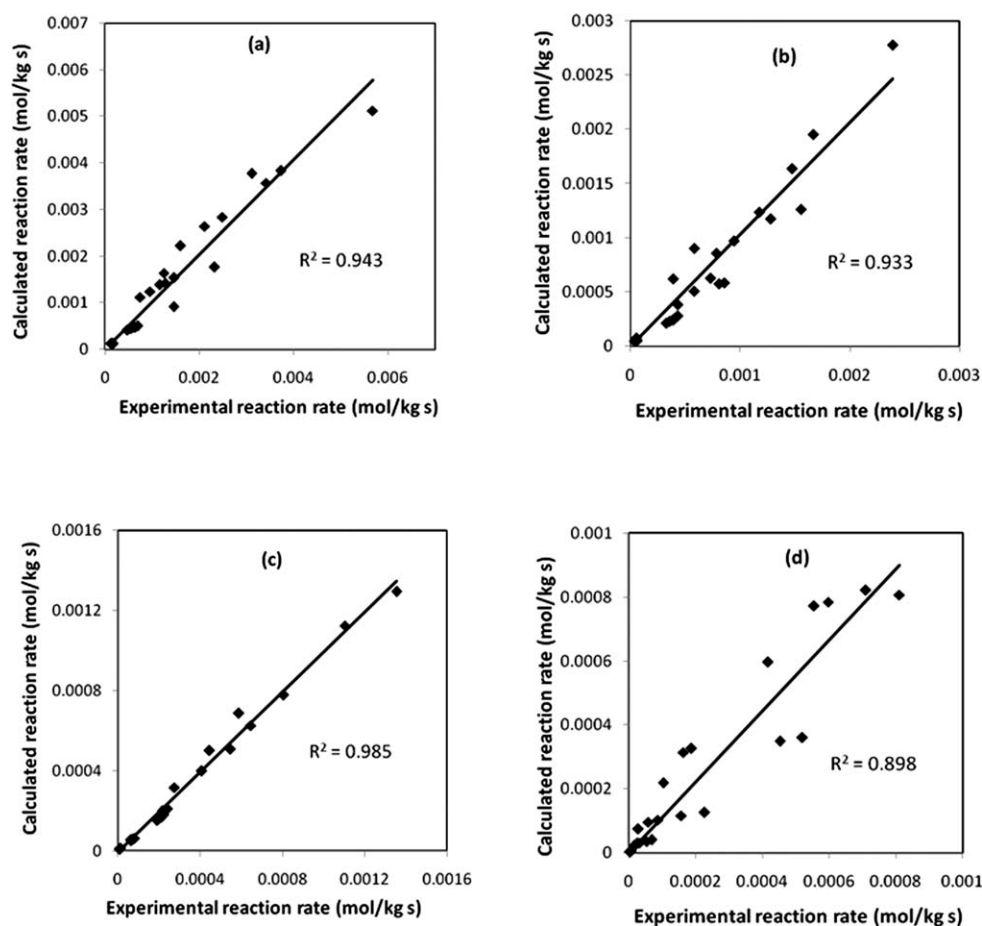 (a)
Calculated reaction rate (mol/kg s)
0.007
0.006
0.005
0.004
0.003
0.002
0.001
0
R² = 0.943
0 0.002 0.004 0.006
Experimental reaction rate (mol/kg s)
(b)
Calculated reaction rate (mol/kg s)
0.003
0.0025
0.002
0.0015
0.001
0.0005
0
R² = 0.933
0 0.001 0.002 0.003
Experimental reaction rate (mol/kg s)
(c)
Calculated reaction rate (mol/kg s)
0.0016
0.0012
0.0008
0.0004
0
R² = 0.985
0 0.0004 0.0008 0.0012 0.0016
Experimental reaction rate (mol/kg s)
(d)
Calculated reaction rate (mol/kg s)
0.001
0.0008
0.0006
0.0004
0.0002
0
R² = 0.898
0 0.0002 0.0004 0.0006 0.0008 0.001
Experimental reaction rate (mol/kg s)